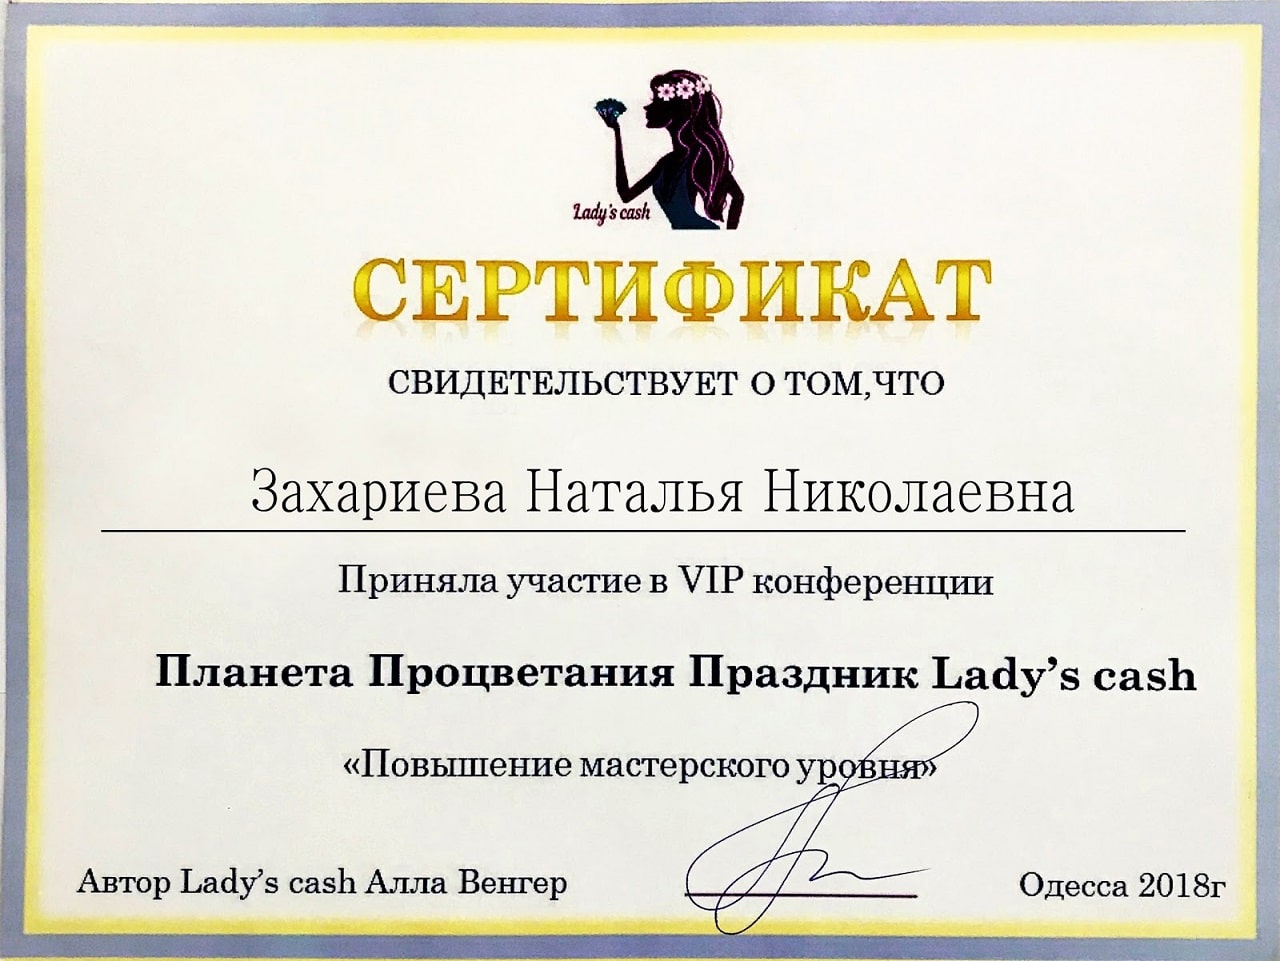 Lady's cash
СЕРТИФИКАТ
СВИДЕТЕЛЬСТВУЕТ О ТОМ,ЧТО
Захариева Наталья Николаевна
Приняла участие в VIP конференции
Планета Процветания Праздник Lady's cash
«Повышение мастерского уровня»
Автор Lady's cash Алла Венгер
Одесса 2018г